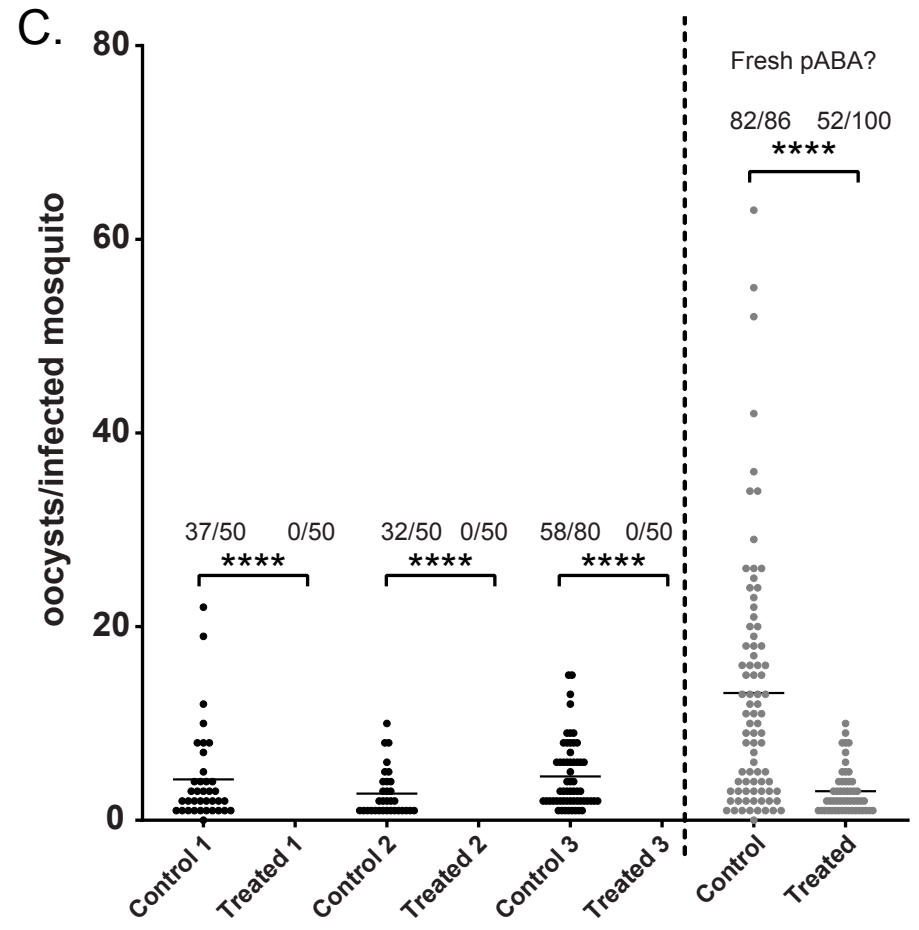 C.
80
60
40
20
0
oocysts/infected mosquito
Fresh pABA?
82/86 52/100
****
37/50 0/50 32/50 0/50 58/80 0/50
**** **** ****
Control 1 Treated 1 Control 2 Treated 2 Control 3 Treated 3 Control Treated